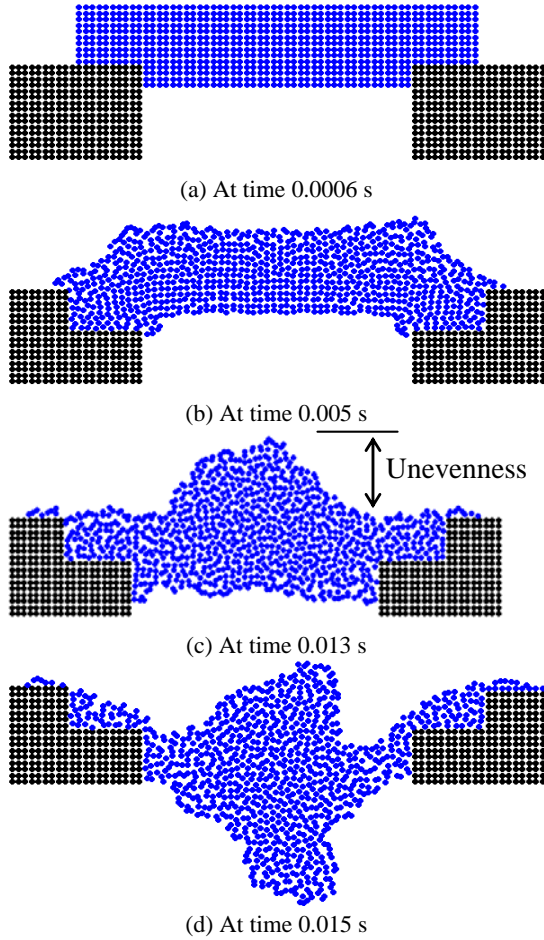 (a) At time 0.0006 s
(b) At time 0.005 s
Unevenness
(c) At time 0.013 s
(d) At time 0.015 s